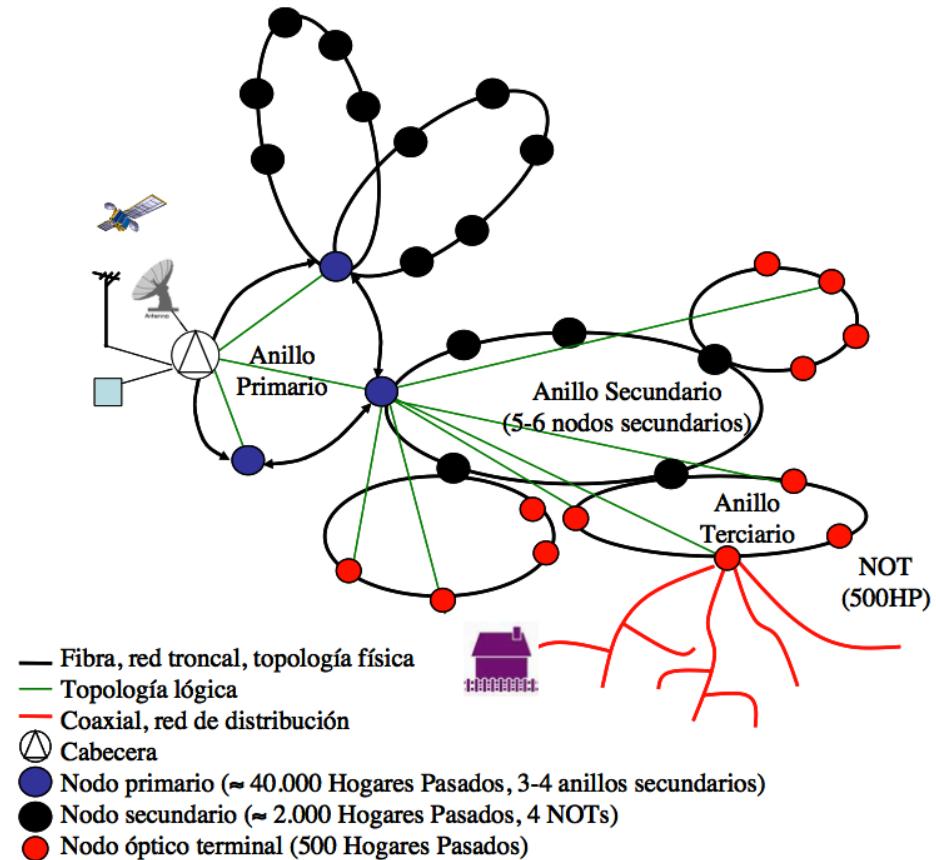 Antenna
Anillo
Primario
Anillo Secundario
(5-6 nodos secundarios)
Anillo
Terciario
NOT
(500HP)
Fibra, red troncal, topología física
Topología lógica
Coaxial, red de distribución
Cabecera
Nodo primario (≈ 40.000 Hogares Pasados, 3-4 anillos secundarios)
Nodo secundario (≈ 2.000 Hogares Pasados, 4 NOTs)
Nodo óptico terminal (500 Hogares Pasados)